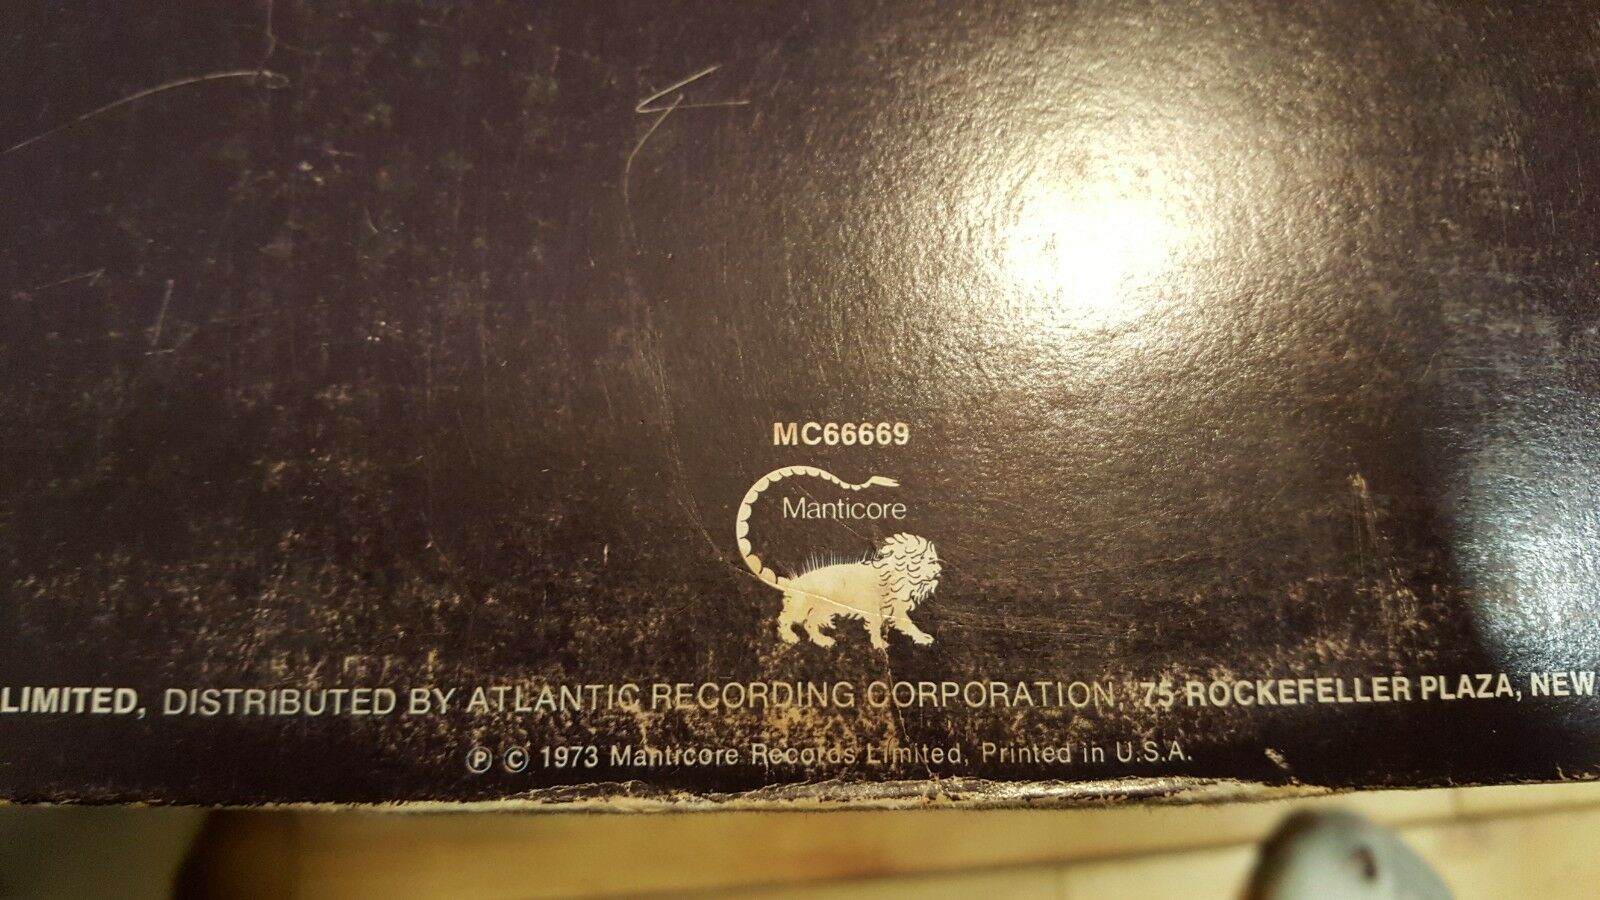 MC66669
Manticore
LIMITED, DISTRIBUTED BY ATLANTIC RECORDING CORPORATION, 75 ROCKEFELLER PLAZA, NEW
Ⓟ © 1973 Manticore Records Limited, Printed in U.S.A.